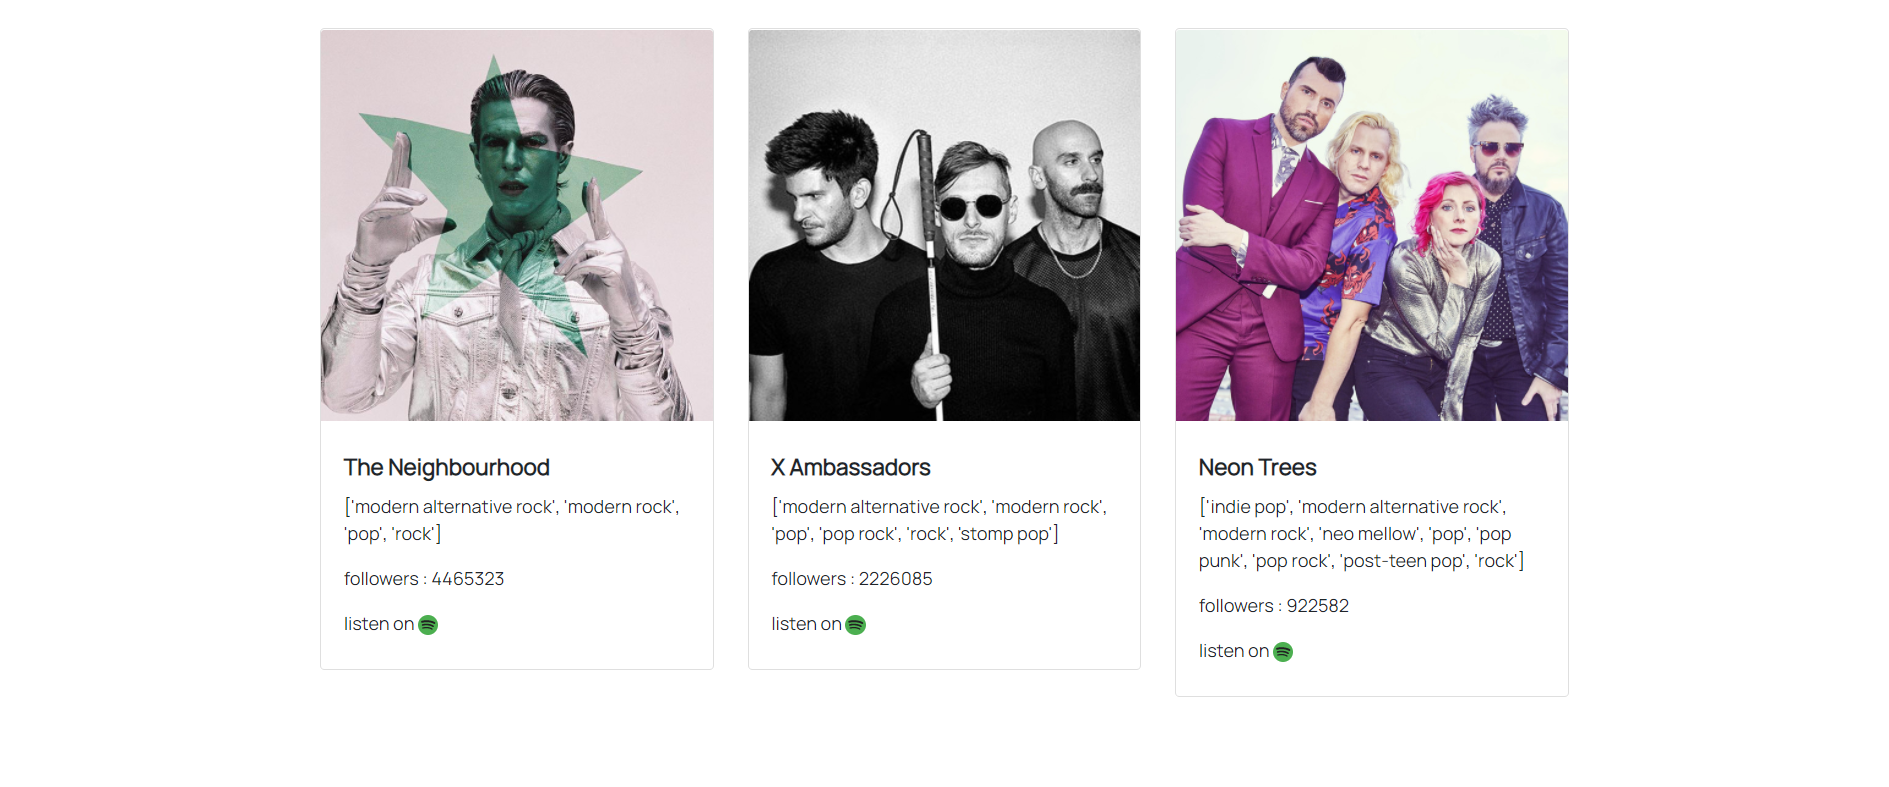 The Neighbourhood
['modern alternative rock', 'modern rock',
'pop', 'rock']
followers : 4465323
listen on
X Ambassadors
['modern alternative rock', 'modern rock',
'pop', 'pop rock', 'rock', 'stomp pop']
followers : 2226085
listen on
Neon Trees
['indie pop', 'modern alternative rock',
'modern rock', 'neo mellow', 'pop', 'pop
punk', 'pop rock', 'post-teen pop', 'rock']
followers : 922582
listen on